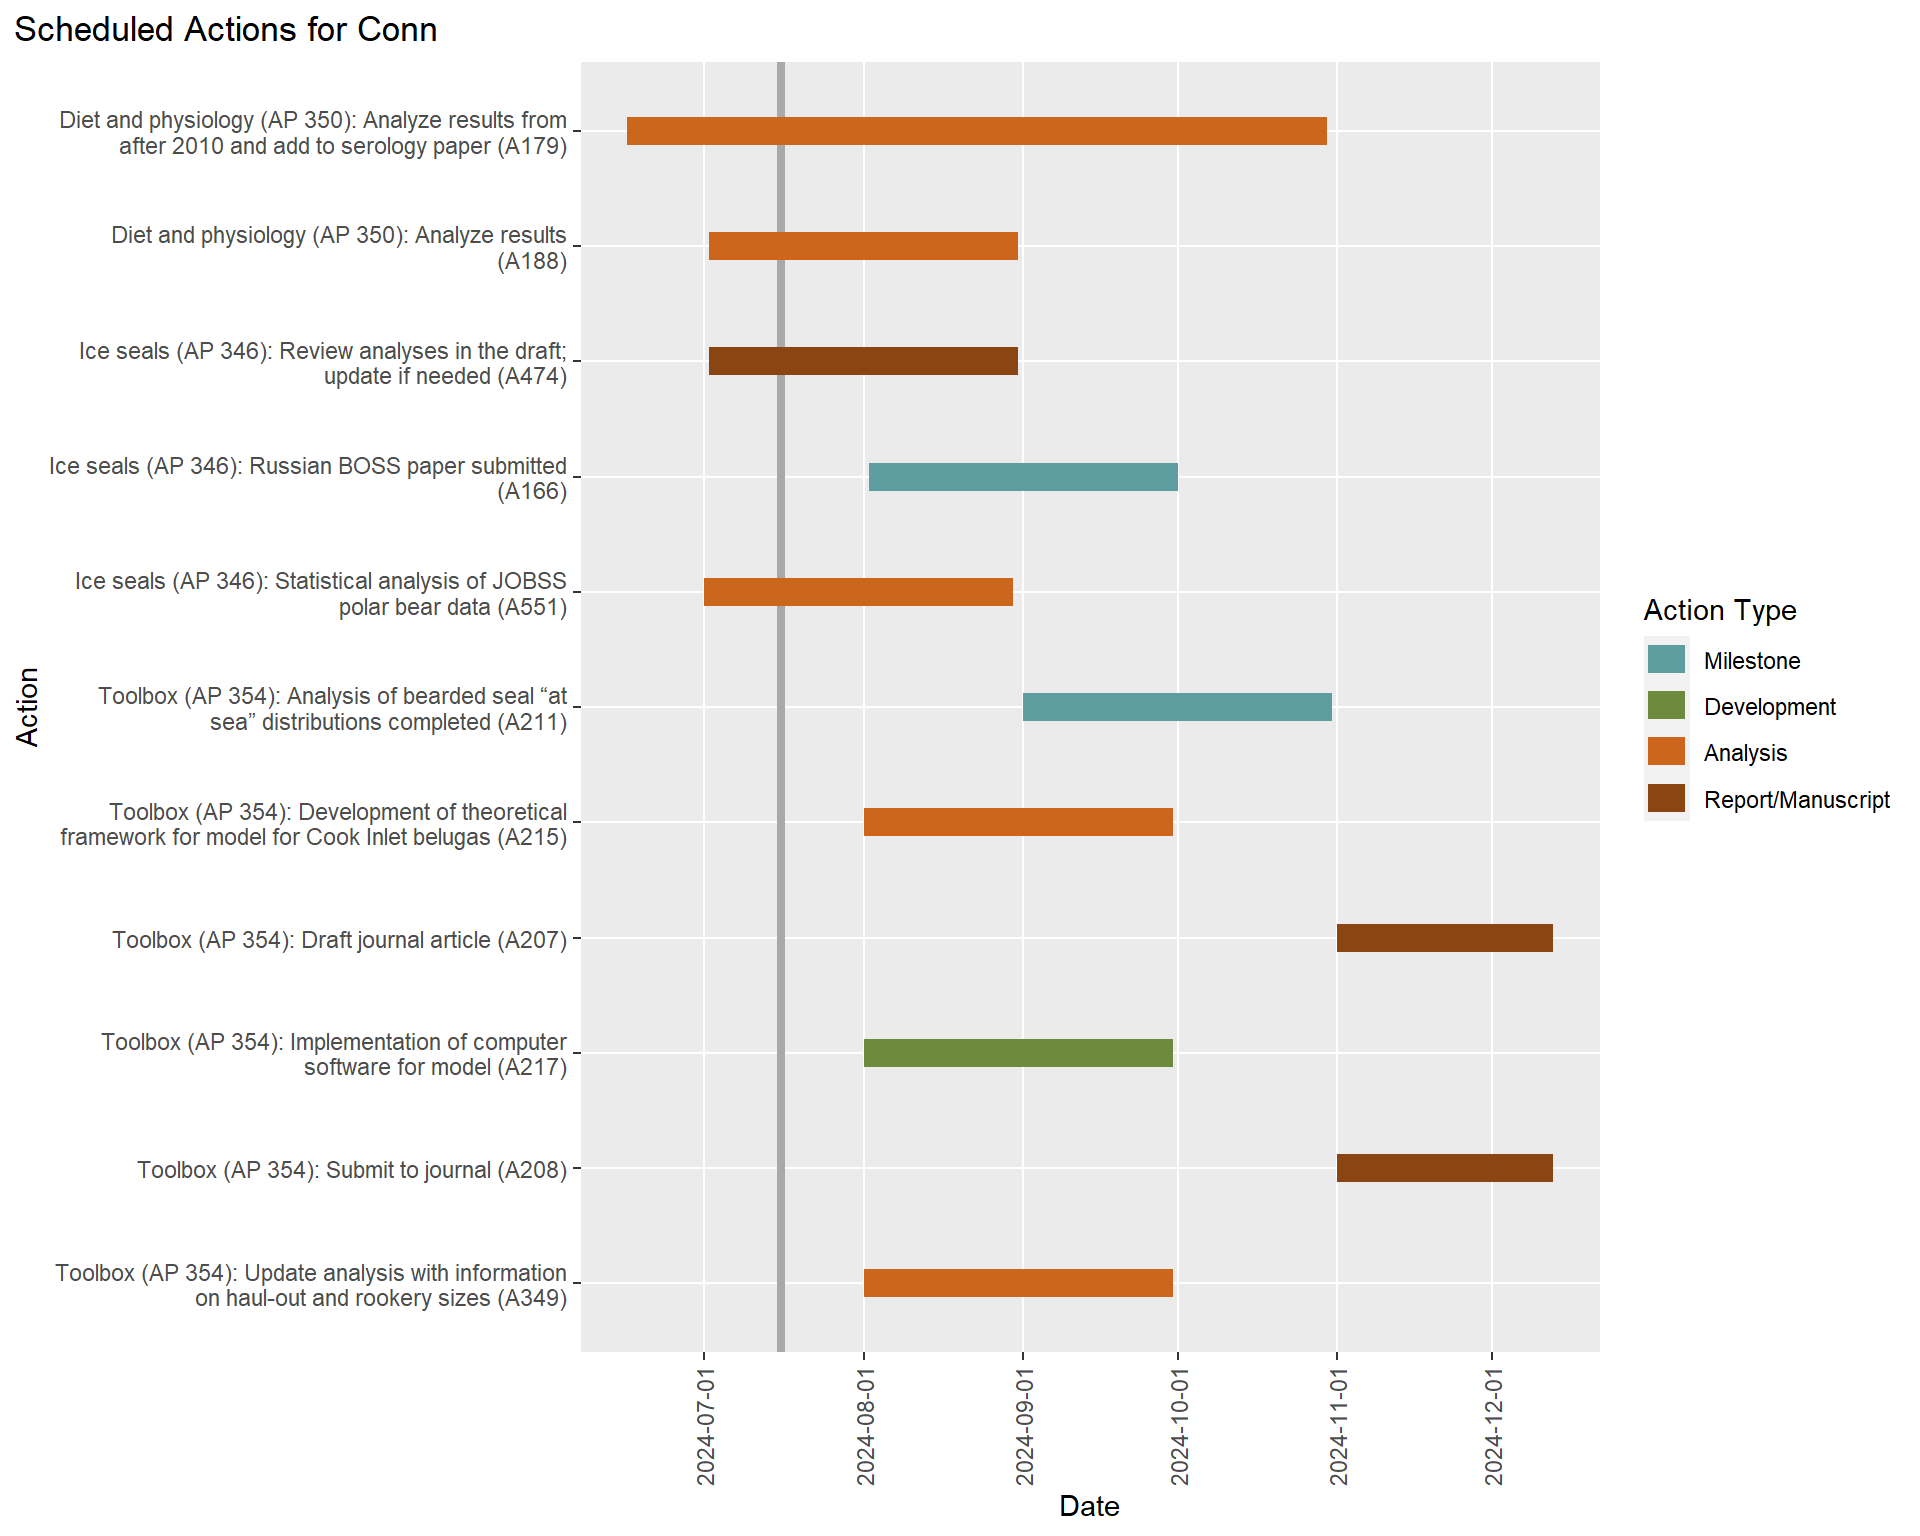 Scheduled Actions for Conn
Diet and physiology (AP 350): Analyze results from
after 2010 and add to serology paper (A179)
Diet and physiology (AP 350): Analyze results
(A188)
Ice seals (AP 346): Review analyses in the draft;
update if needed (A474)
Ice seals (AP 346): Russian BOSS paper submitted
(A166)
Ice seals (AP 346): Statistical analysis of JOBSS
polar bear data (A551)
Toolbox (AP 354): Analysis of bearded seal “at
sea” distributions completed (A211)
Toolbox (AP 354): Development of theoretical
framework for model for Cook Inlet belugas (A215)
Toolbox (AP 354): Draft journal article (A207)
Toolbox (AP 354): Implementation of computer
software for model (A217)
Toolbox (AP 354): Submit to journal (A208)
Toolbox (AP 354): Update analysis with information
on haul-out and rookery sizes (A349)
Action
2024-07-01
2024-08-01
2024-09-01
2024-10-01
2024-11-01
2024-12-01
Date
Action Type
Milestone
Development
Analysis
Report/Manuscript